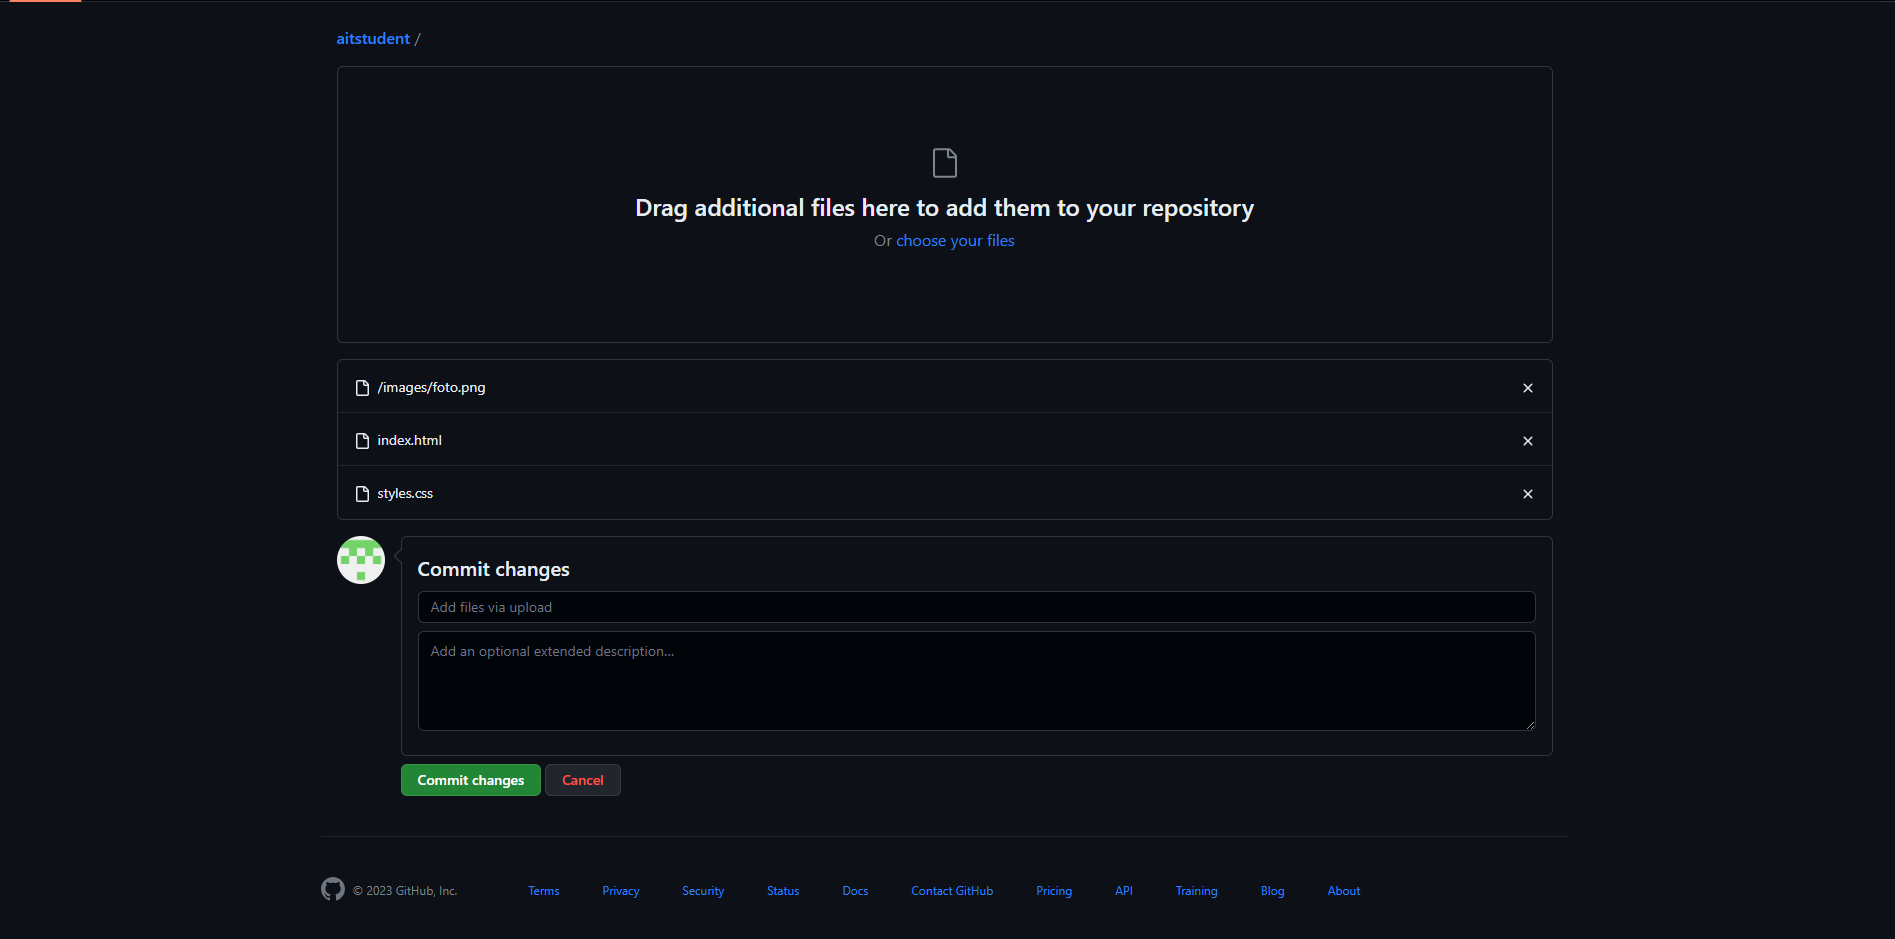 aitstudent /
Drag additional files here to add them to your repository
Or choose your files
/images/foto.png
index.html
styles.css
Commit changes
Add files via upload
Add an optional extended description...
Commit changes Cancel
© 2023 GitHub, Inc. Terms Privacy Security Status Docs Contact GitHub Pricing API Training Blog About